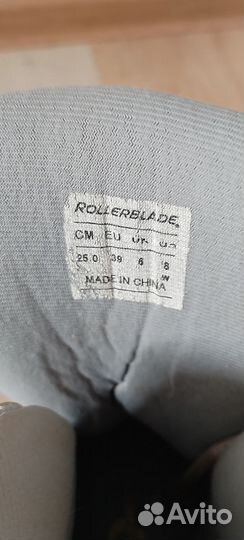 ROLLERBLADE®
CM EU UK US
25.0 39 6 8
W
MADE IN CHINA
Avito